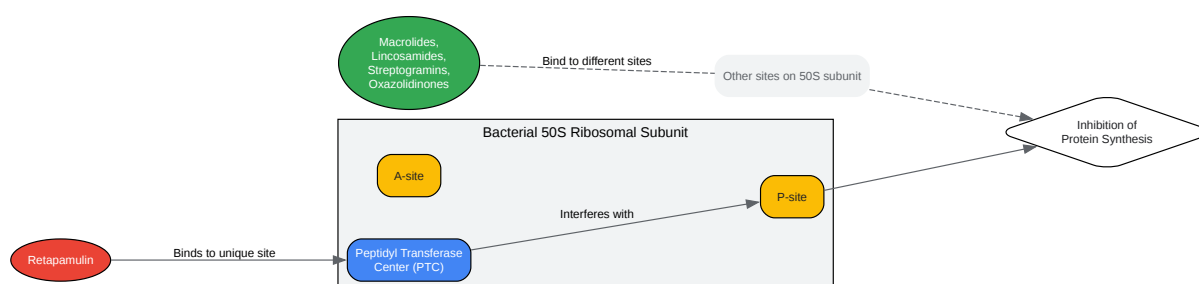 Macrolides,
Lincosamides,
Streptogramins,
Oxazolidinones
Bind to different sites
Other sites on 50S subunit
Inhibition of
Protein Synthesis
Bacterial 50S Ribosomal Subunit
A-site
P-site
Interferes with
Retapamulin
Binds to unique site
Peptidyl Transferase
Center (PTC)